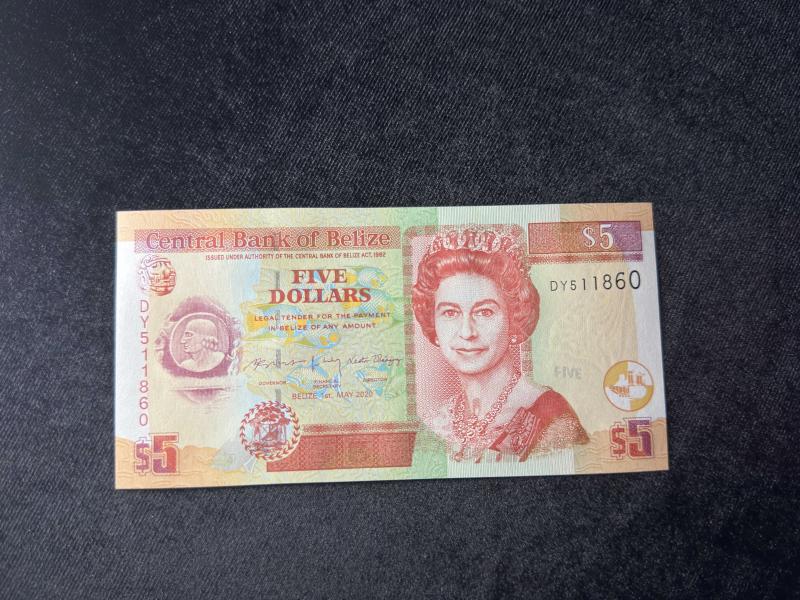 Central Bank of Belize
ISSUED UNDER AUTHORITY OF THE CENTRAL BANK OF BELIZE ACT, 1982
$5
FIVE
DOLLARS
DY511860
LEGAL TENDER FOR THE PAYMENT
IN BELIZE OF ANY AMOUNT
DY511860
FIVE
GOVERNOR FINANCIAL SECRETARY DIRECTOR
BELIZE 1st. MAY 2020
$5
$5